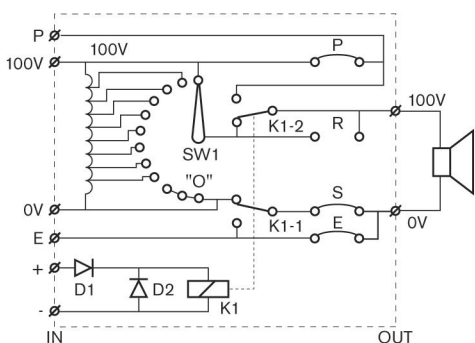 P
100V
P
100V
100V
K1-2
R
SW1
"O"
S
0V
0V
E
E
K1-1
+
D1
D2
K1
-
IN
OUT